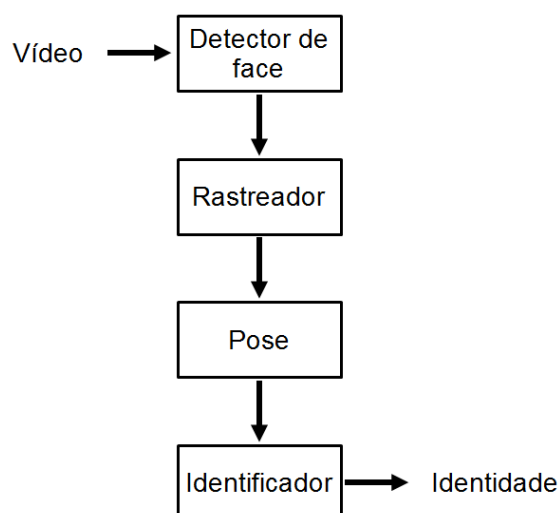 Vídeo
Detector de
face
Rastreador
Pose
Identificador
Identidade